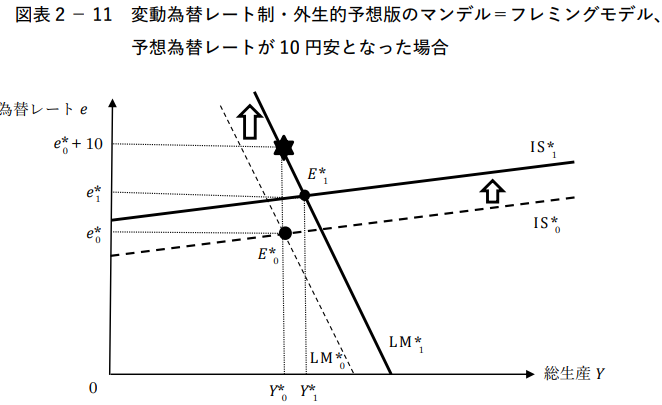 図表２－11　変動為替レート制・外生的予想版のマンデル＝フレミングモデル、
予想為替レートが 10 円安となった場合
為替レート e
e*0＋10
IS*1
E*1
e*1
e*0
IS*0
E*0
LM*0
LM*1
総生産 Y
0
Y*0
Y*1